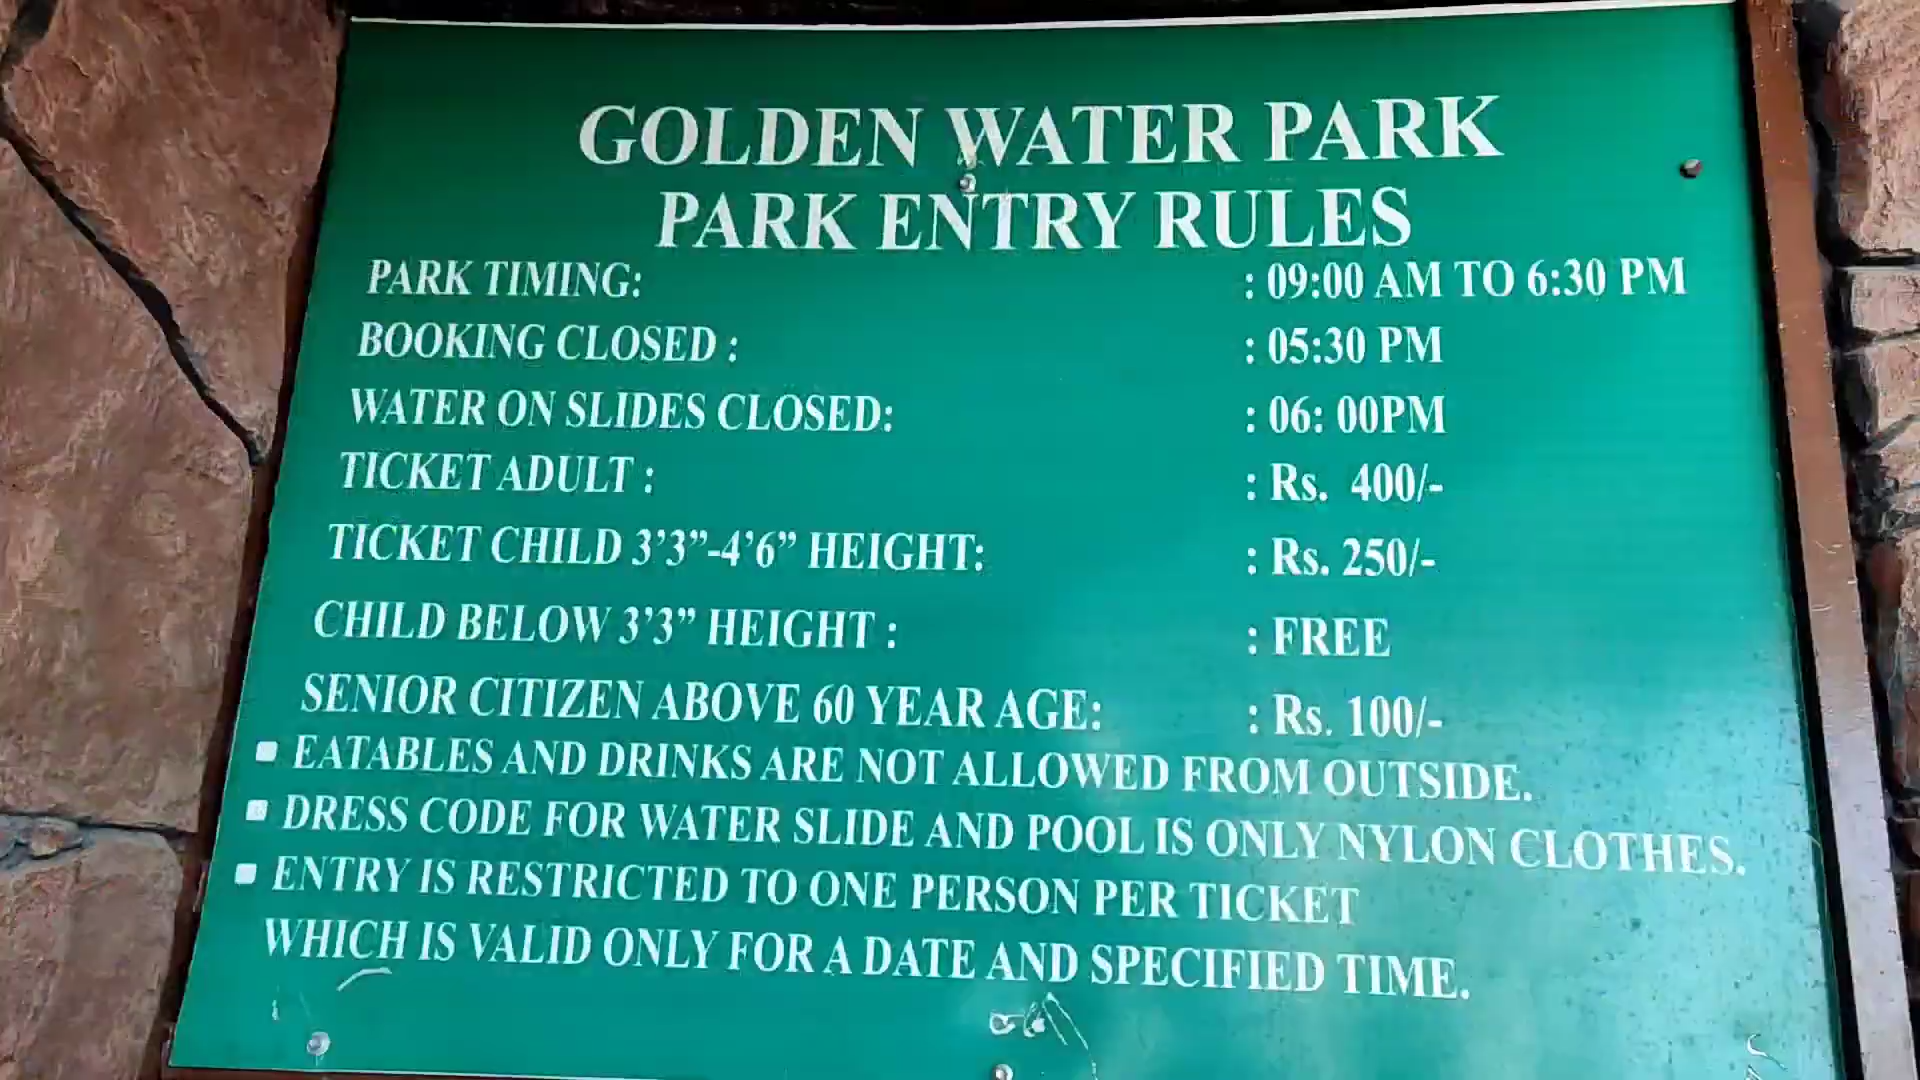 GOLDEN WATER PARK
PARK ENTRY RULES
PARK TIMING: : 09:00 AM TO 6:30 PM
BOOKING CLOSED : : 05:30 PM
WATER ON SLIDES CLOSED: : 06: 00PM
TICKET ADULT : : Rs. 400/-
TICKET CHILD 3’3”-4’6” HEIGHT: : Rs. 250/-
CHILD BELOW 3’3” HEIGHT : : FREE
SENIOR CITIZEN ABOVE 60 YEAR AGE: : Rs. 100/-
▪ EATABLES AND DRINKS ARE NOT ALLOWED FROM OUTSIDE.
▪ DRESS CODE FOR WATER SLIDE AND POOL IS ONLY NYLON CLOTHES.
▪ ENTRY IS RESTRICTED TO ONE PERSON PER TICKET
WHICH IS VALID ONLY FOR A DATE AND SPECIFIED TIME.